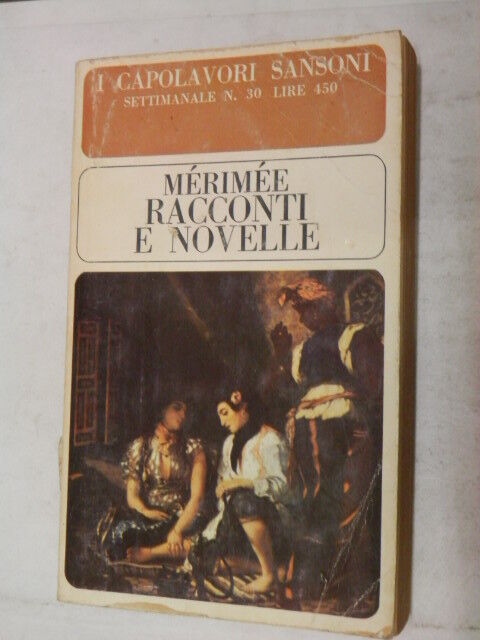 I CAPOLAVORI SANSONI
SETTIMANALE N. 30 LIRE 450
MÉRIMÉE
RACCONTI
E NOVELLE